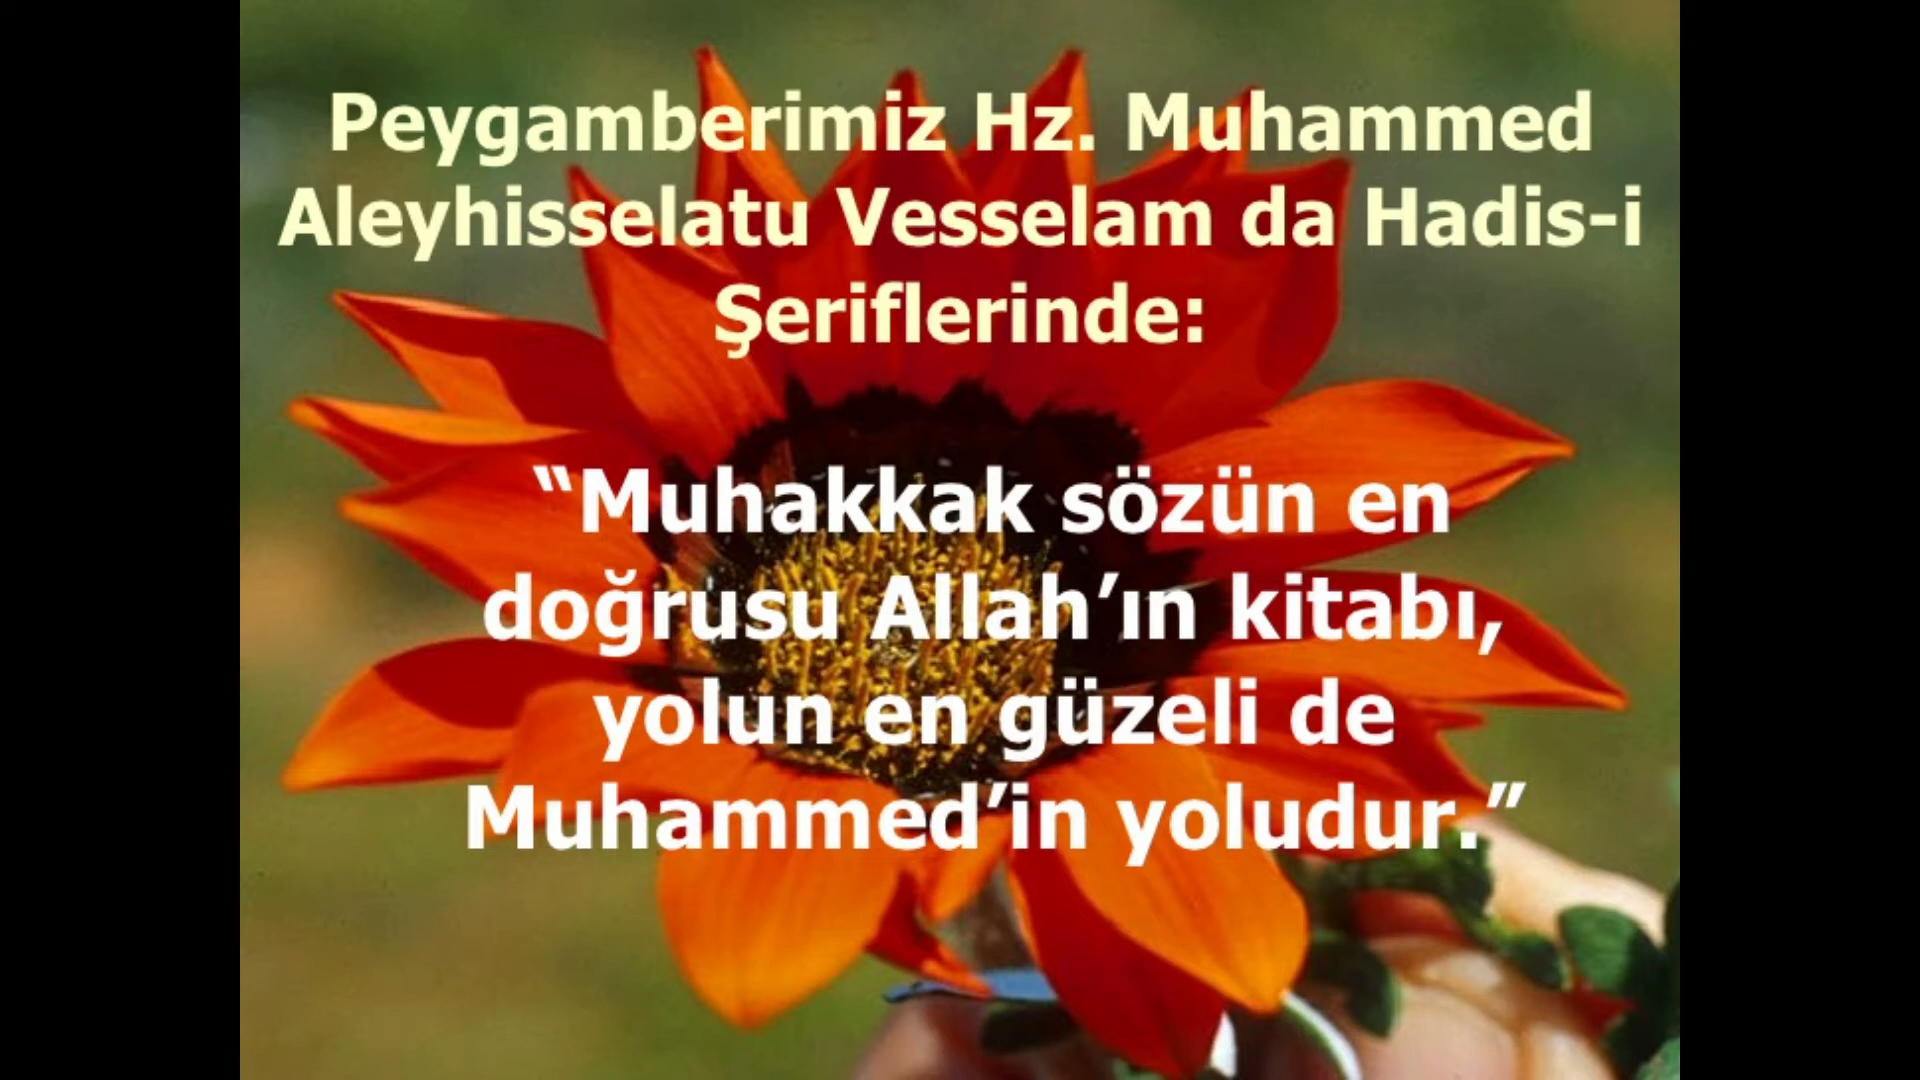 Peygamberimiz Hz. Muhammed
Aleyhisselatu Vesselam da Hadis-i
Şeriflerinde:
“Muhakkak sözün en
doğrusu Allah’ın kitabı,
yolun en güzeli de
Muhammed’in yoludur.”